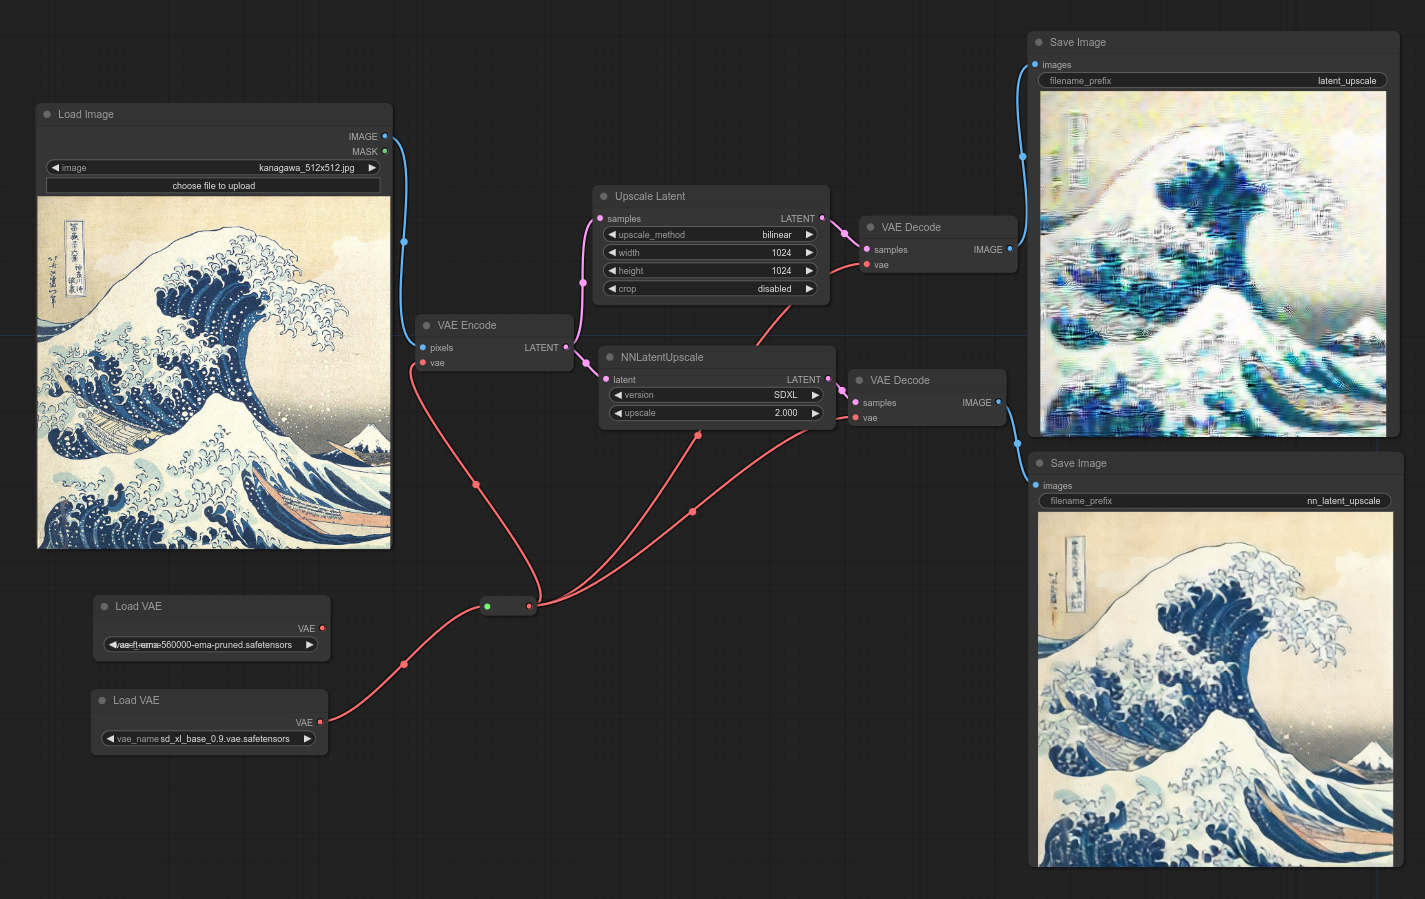 Load Image
IMAGE
MASK
image kanagawa_512x512.jpg
choose file to upload
VAE Encode
pixels LATENT
vae
Upscale Latent
samples LATENT
upscale_method bilinear
width 1024
height 1024
crop disabled
VAE Decode
samples IMAGE
vae
NNLatentUpscale
latent LATENT
version SDXL
upscale 2.000
VAE Decode
samples IMAGE
vae
Save Image
images
filename_prefix latent_upscale
Save Image
images
filename_prefix nn_latent_upscale
Load VAE
VAE
560000-ema-pruned.safetensors
Load VAE
VAE
vae_name sd_xl_base_0.9.vae.safetensors